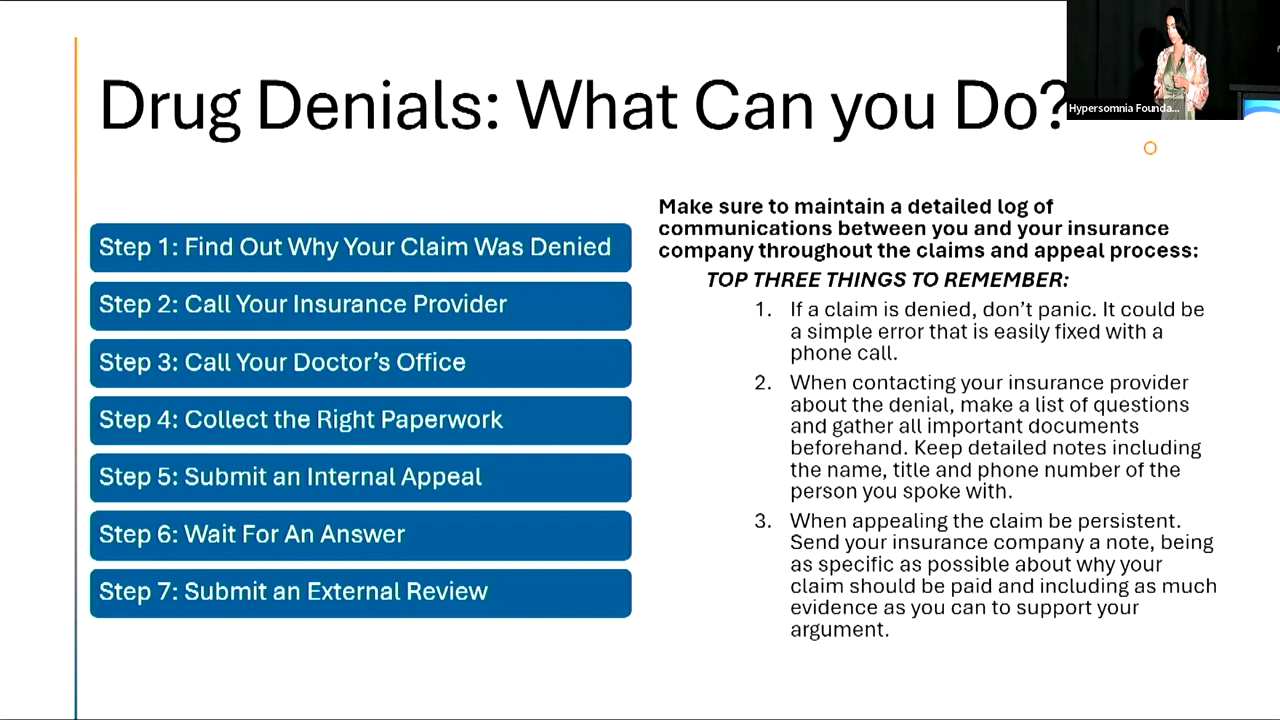 Drug Denials: What Can you Do?
Hypersomnia Founda...
Step 1: Find Out Why Your Claim Was Denied
Step 2: Call Your Insurance Provider
Step 3: Call Your Doctor’s Office
Step 4: Collect the Right Paperwork
Step 5: Submit an Internal Appeal
Step 6: Wait For An Answer
Step 7: Submit an External Review
Make sure to maintain a detailed log of
communications between you and your insurance
company throughout the claims and appeal process:
TOP THREE THINGS TO REMEMBER:
1. If a claim is denied, don’t panic. It could be
a simple error that is easily fixed with a
phone call.
2. When contacting your insurance provider
about the denial, make a list of questions
and gather all important documents
beforehand. Keep detailed notes including
the name, title and phone number of the
person you spoke with.
3. When appealing the claim be persistent.
Send your insurance company a note, being
as specific as possible about why your
claim should be paid and including as much
evidence as you can to support your
argument.